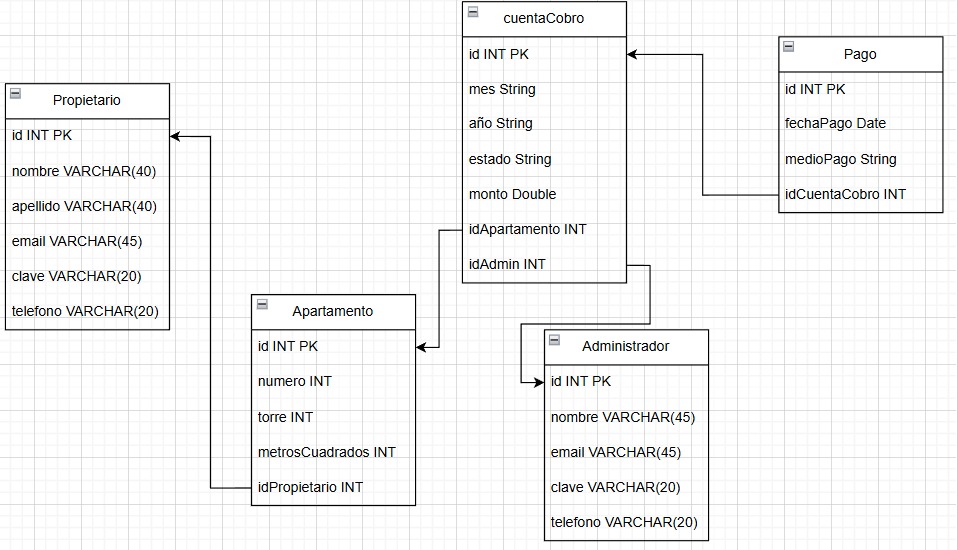 Propietario
id INT PK
nombre VARCHAR(40)
apellido VARCHAR(40)
email VARCHAR(45)
clave VARCHAR(20)
telefono VARCHAR(20)
Apartamento
id INT PK
numero INT
torre INT
metrosCuadrados INT
idPropietario INT
cuentaCobro
id INT PK
mes String
año String
estado String
monto Double
idApartamento INT
idAdmin INT
Administrador
id INT PK
nombre VARCHAR(45)
email VARCHAR(45)
clave VARCHAR(20)
telefono VARCHAR(20)
Pago
id INT PK
fechaPago Date
medioPago String
idCuentaCobro INT